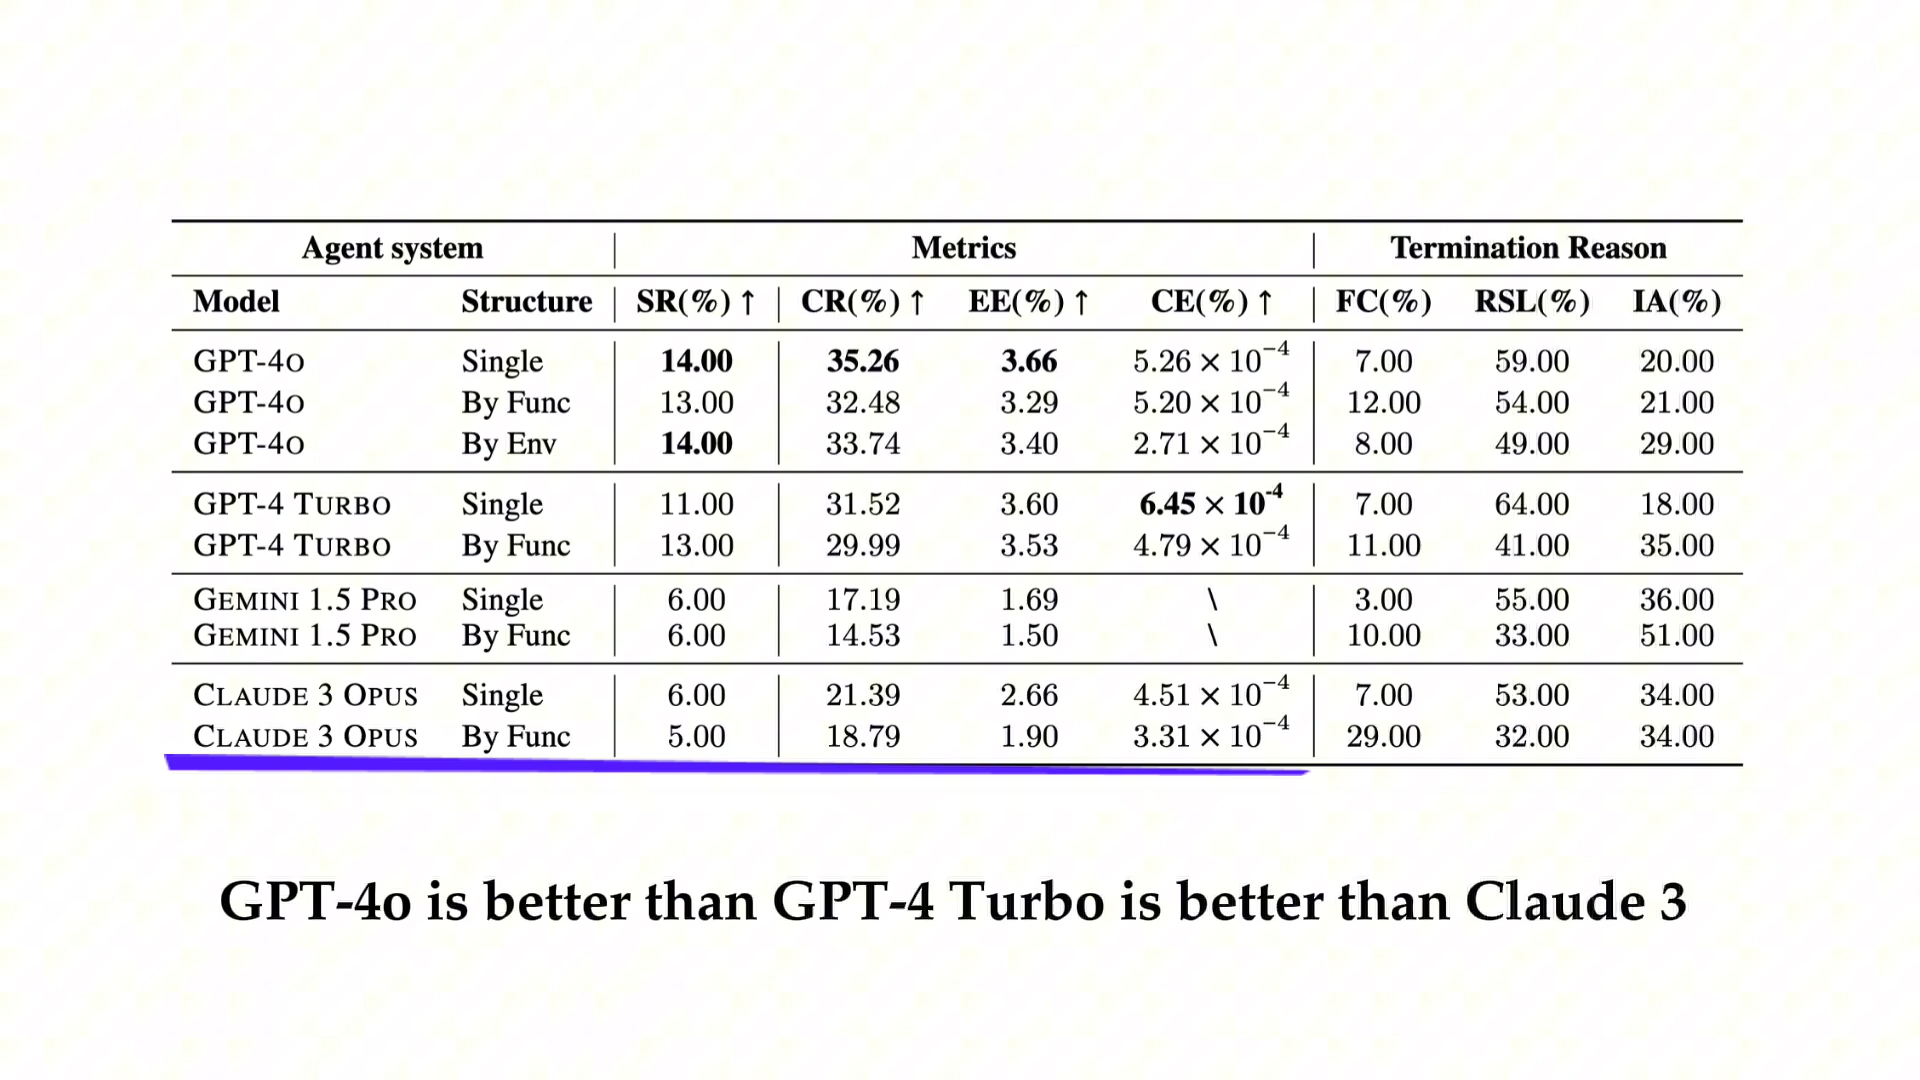 Agent system Metrics Termination Reason
Model Structure SR(%) ↑ CR(%) ↑ EE(%) ↑ CE(%) ↑ FC(%) RSL(%) IA(%)
GPT-4O Single 14.00 35.26 3.66 5.26 × 10⁻⁴ 7.00 59.00 20.00
GPT-4O By Func 13.00 32.48 3.29 5.20 × 10⁻⁴ 12.00 54.00 21.00
GPT-4O By Env 14.00 33.74 3.40 2.71 × 10⁻⁴ 8.00 49.00 29.00
GPT-4 TURBO Single 11.00 31.52 3.60 6.45 × 10⁻⁴ 7.00 64.00 18.00
GPT-4 TURBO By Func 13.00 29.99 3.53 4.79 × 10⁻⁴ 11.00 41.00 35.00
GEMINI 1.5 PRO Single 6.00 17.19 1.69 \ 3.00 55.00 36.00
GEMINI 1.5 PRO By Func 6.00 14.53 1.50 \ 10.00 33.00 51.00
CLAUDE 3 OPUS Single 6.00 21.39 2.66 4.51 × 10⁻⁴ 7.00 53.00 34.00
CLAUDE 3 OPUS By Func 5.00 18.79 1.90 3.31 × 10⁻⁴ 29.00 32.00 34.00
GPT-4o is better than GPT-4 Turbo is better than Claude 3